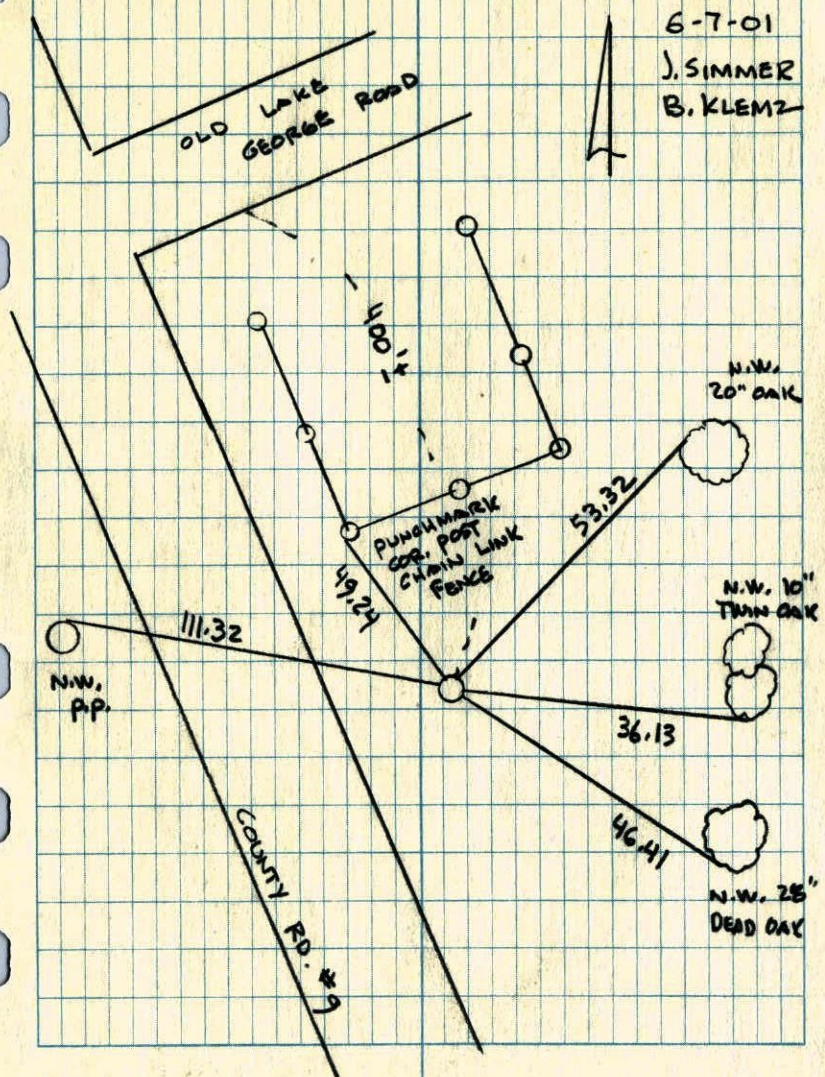 6-7-01
J. SIMMER
B. KLEMZ
OLD LAKE
GEORGE ROAD
400'±
N.W.
20" OAK
53.32
PUNCHMARK
COR. POST
CHAIN LINK
FENCE
49.24
N.W. 10"
TWIN OAK
111.32
N.W.
P.P.
36.13
46.41
COUNTY RD. #9
N.W. 28"
DEAD OAK